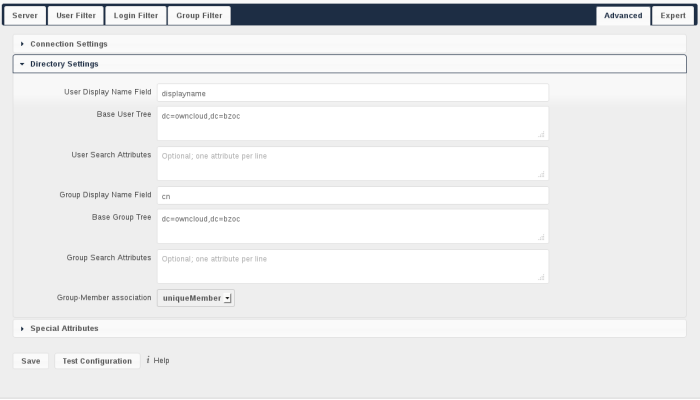 Server User Filter Login Filter Group Filter Advanced Expert
Connection Settings
Directory Settings
User Display Name Field displayname
Base User Tree dc=owncloud,dc=bzoc
User Search Attributes Optional; one attribute per line
Group Display Name Field cn
Base Group Tree dc=owncloud,dc=bzoc
Group Search Attributes Optional; one attribute per line
Group-Member association uniqueMember
Special Attributes
Save Test Configuration i Help